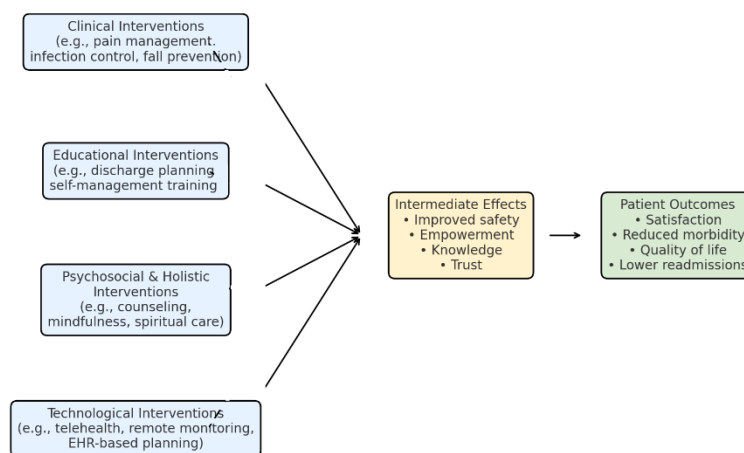 Clinical Interventions
(e.g., pain management.
infection control, fall prevention)
Educational Interventions
(e.g., discharge planning
self-management training
Psychosocial & Holistic
Interventions
(e.g., counseling,
mindfulness, spiritual care)
Technological Interventions
(e.g., telehealth, remote monitoring,
EHR-based planning)
Intermediate Effects
• Improved safety
• Empowerment
• Knowledge
• Trust
Patient Outcomes
• Satisfaction
• Reduced morbidity
• Quality of life
• Lower readmissions